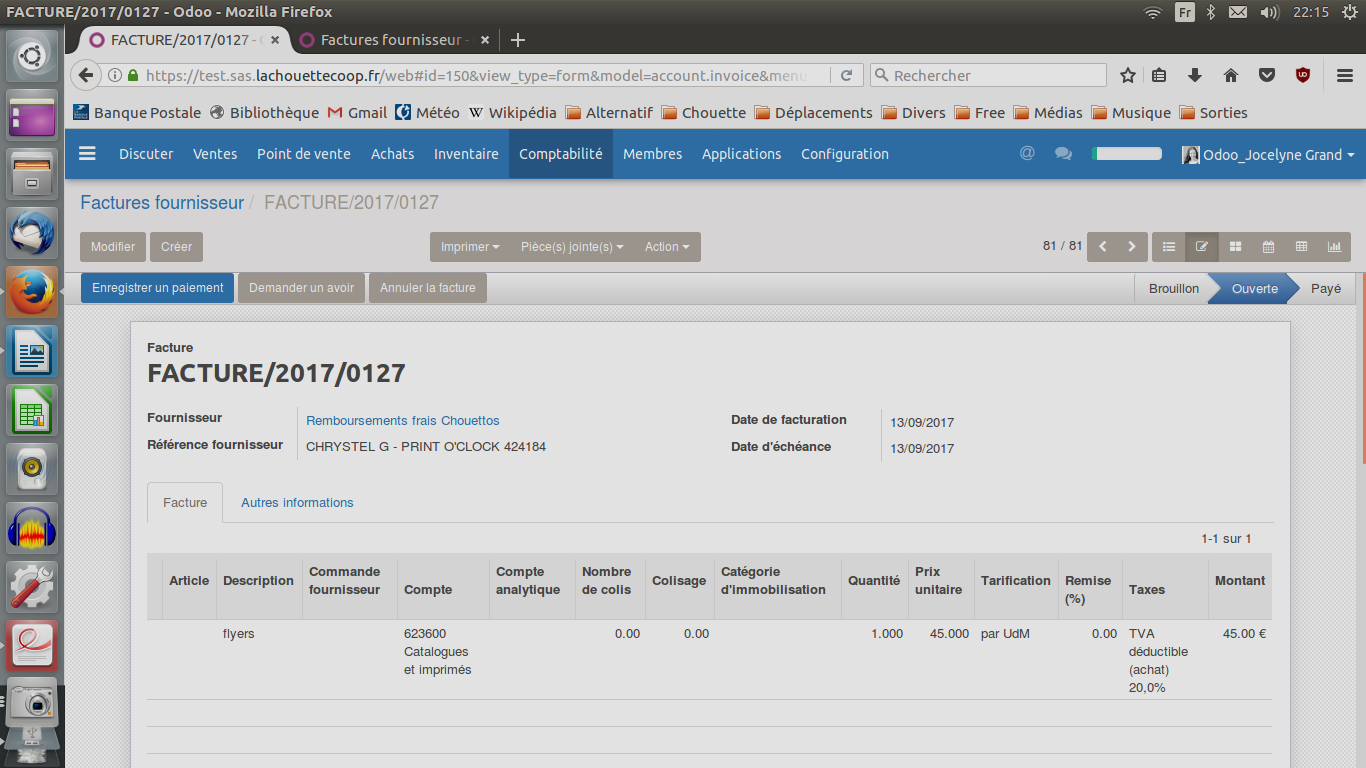 FACTURE/2017/0127 - Odoo - Mozilla Firefox
Fr
22:15
FACTURE/2017/0127 -
Factures fournisseur -
https://test.sas.lachouettecoop.fr/web#id=150&view_type=form&model=account.invoice&menu
Rechercher
Banque Postale
Bibliothèque
Gmail
Météo
Wikipédia
Alternatif
Chouette
Déplacements
Divers
Free
Médias
Musique
Sorties
Discuter
Ventes
Point de vente
Achats
Inventaire
Comptabilité
Membres
Applications
Configuration
Odoo_Jocelyne Grand
Factures fournisseur / FACTURE/2017/0127
Modifier
Créer
Imprimer
Pièce(s) jointe(s)
Action
81 / 81
Enregistrer un paiement
Demander un avoir
Annuler la facture
Brouillon
Ouverte
Payé
Facture
FACTURE/2017/0127
Fournisseur
Remboursements frais Chouettos
Date de facturation
13/09/2017
Référence fournisseur
CHRYSTEL G - PRINT O'CLOCK 424184
Date d'échéance
13/09/2017
Facture
Autres informations
1-1 sur 1
Article
Description
Commande
fournisseur
Compte
Compte
analytique
Nombre
de colis
Colisage
Catégorie
d'immobilisation
Quantité
Prix
unitaire
Tarification
Remise
(%)
Taxes
Montant
flyers
623600
Catalogues
et imprimés
0.00
0.00
1.000
45.000
par UdM
0.00
TVA
déductible
(achat)
20,0%
45.00 €